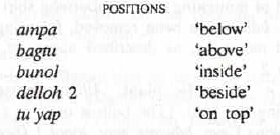 POSITIONS
ampa 'below'
bagtu 'above'
bunol 'inside'
delloh 2 'beside'
tu'yap 'on top'